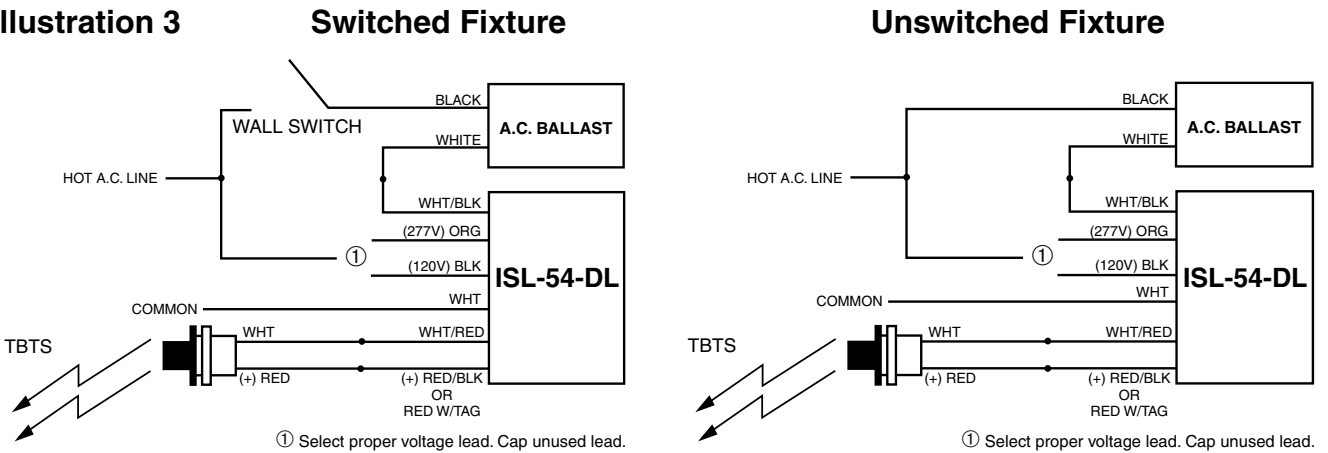 Illustration 3
Switched Fixture
BLACK
A.C. BALLAST
WALL SWITCH
WHITE
HOT A.C. LINE
WHT/BLK
(277V) ORG
①
(120V) BLK
ISL-54-DL
WHT
COMMON
TBTS
WHT
WHT/RED
(+) RED
(+) RED/BLK
OR
RED W/TAG
① Select proper voltage lead. Cap unused lead.
Unswitched Fixture
BLACK
A.C. BALLAST
WHITE
HOT A.C. LINE
WHT/BLK
(277V) ORG
①
(120V) BLK
ISL-54-DL
WHT
COMMON
TBTS
WHT
WHT/RED
(+) RED
(+) RED/BLK
OR
RED W/TAG
① Select proper voltage lead. Cap unused lead.